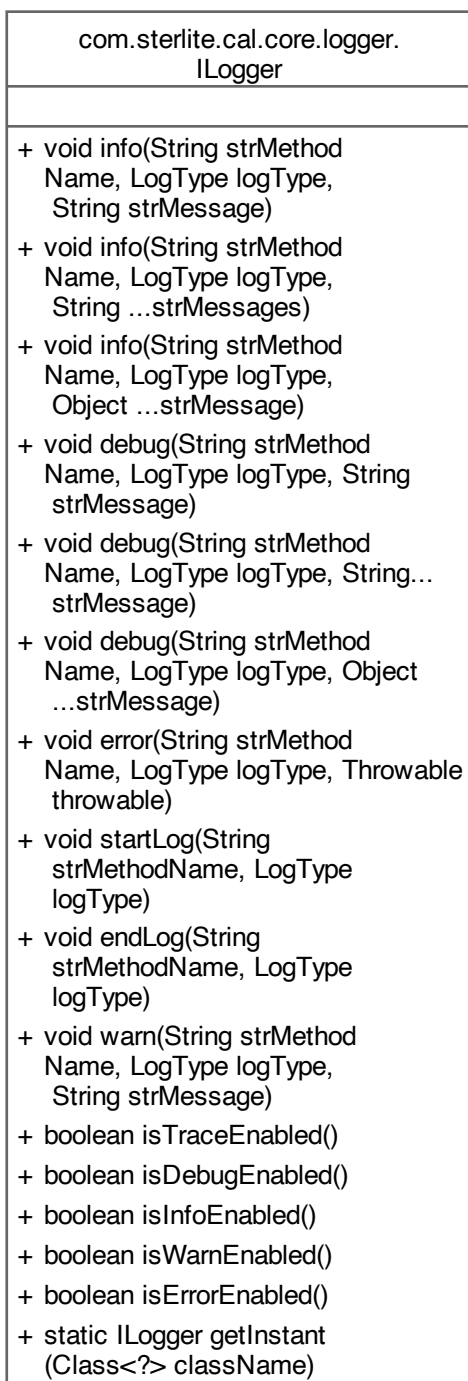 com.sterlite.cal.core.logger.
ILogger
+ void info(String strMethod
Name, LogType logType,
String ...strMessage)
+ void info(String strMethod
Name, LogType logType,
String ...strMessages)
+ void info(String strMethod
Name, LogType logType,
Object ...strMessage)
+ void debug(String strMethod
Name, LogType logType, String
strMessage)
+ void debug(String strMethod
Name, LogType logType, String...
strMessage)
+ void debug(String strMethod
Name, LogType logType, Object
...strMessage)
+ void error(String strMethod
Name, LogType logType, Throwable
throwable)
+ void startLog(String
strMethodName, LogType
logType)
+ void endLog(String
strMethodName, LogType
logType)
+ void warn(String strMethod
Name, LogType logType,
String strMessage)
+ boolean isTraceEnabled()
+ boolean isDebugEnabled()
+ boolean isInfoEnabled()
+ boolean isWarnEnabled()
+ boolean isErrorEnabled()
+ static ILogger getInstant
(Class<?> className)